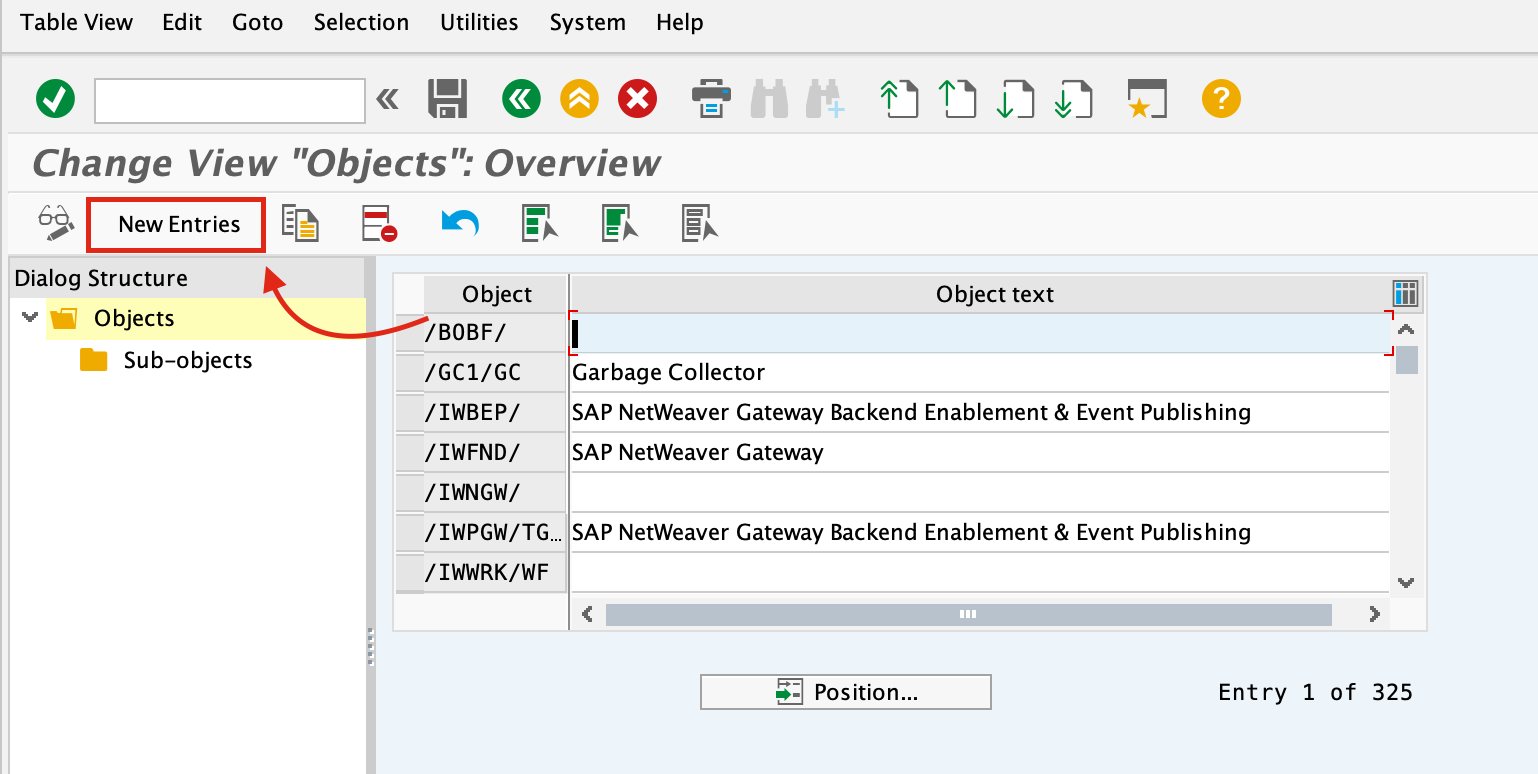 Table View Edit Goto Selection Utilities System Help
Change View "Objects": Overview
New Entries
Dialog Structure
Objects
Sub-objects
Object Object text
/BOBF/
/GC1/GC Garbage Collector
/IWBEP/ SAP NetWeaver Gateway Backend Enablement & Event Publishing
/IWFND/ SAP NetWeaver Gateway
/IWNGW/
/IWPGW/TG… SAP NetWeaver Gateway Backend Enablement & Event Publishing
/IWWRK/WF
Position... Entry 1 of 325